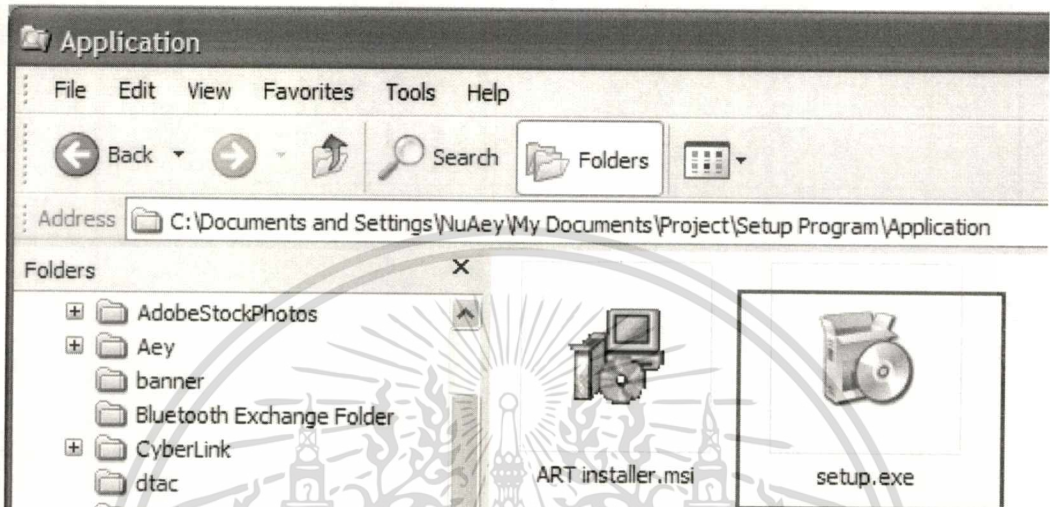 Application
File Edit View Favorites Tools Help
Back Search Folders
Address C:\Documents and Settings\NuAey\My Documents\Project\Setup Program\Application
Folders
AdobeStockPhotos
Aey
banner
Bluetooth Exchange Folder
CyberLink
dtac
ART installer.msi setup.exe